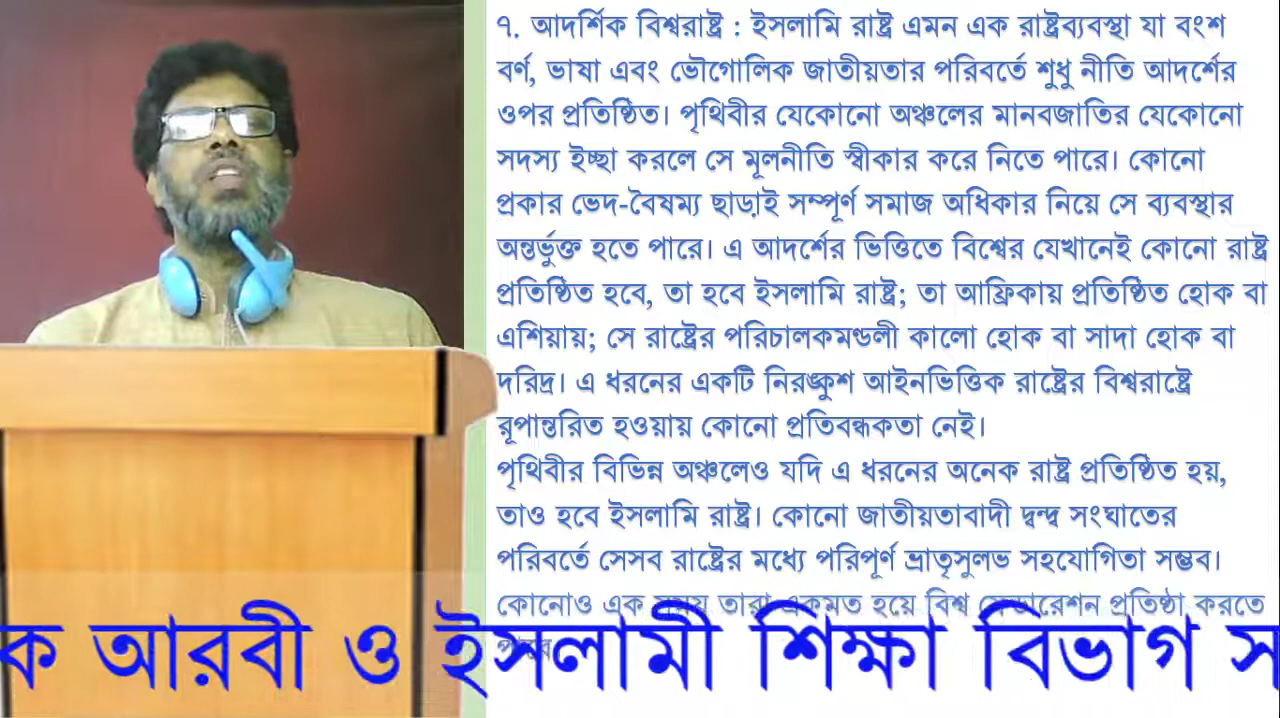 ৭. আদর্শিক বিশ্বরাষ্ট্র : ইসলামি রাষ্ট্র এমন এক রাষ্ট্রব্যবস্থা যা বংশ
বর্ণ, ভাষা এবং ভৌগোলিক জাতীয়তার পরিবর্তে শুধু নীতি আদর্শের
ওপর প্রতিষ্ঠিত। পৃথিবীর যেকোনো অঞ্চলের মানবজাতির যেকোনো
সদস্য ইচ্ছা করলে সে মূলনীতি স্বীকার করে নিতে পারে। কোনো
প্রকার ভেদ-বৈষম্য ছাড়াই সম্পূর্ণ সমাজ অধিকার নিয়ে সে ব্যবস্থার
অন্তর্ভুক্ত হতে পারে। এ আদর্শের ভিত্তিতে বিশ্বের যেখানেই কোনো রাষ্ট্র
প্রতিষ্ঠিত হবে, তা হবে ইসলামি রাষ্ট্র; তা আফ্রিকায় প্রতিষ্ঠিত হোক বা
এশিয়ায়; সে রাষ্ট্রের পরিচালকমণ্ডলী কালো হোক বা সাদা হোক বা
দরিদ্র। এ ধরনের একটি নিরঙ্কুশ আইনভিত্তিক রাষ্ট্রের বিশ্বরাষ্ট্রে
রূপান্তরিত হওয়ায় কোনো প্রতিবন্ধকতা নেই।
পৃথিবীর বিভিন্ন অঞ্চলেও যদি এ ধরনের অনেক রাষ্ট্র প্রতিষ্ঠিত হয়,
তাও হবে ইসলামি রাষ্ট্র। কোনো জাতীয়তাবাদী দ্বন্দ্ব সংঘাতের
পরিবর্তে সেসব রাষ্ট্রের মধ্যে পরিপূর্ণ ভ্রাতৃসুলভ সহযোগিতা সম্ভব।
কোনোও এক সময় তারা একমত হয়ে বিশ্ব ফেডারেশন প্রতিষ্ঠা করতে
ক আরবী ও ইসলামী শিক্ষা বিভাগ স